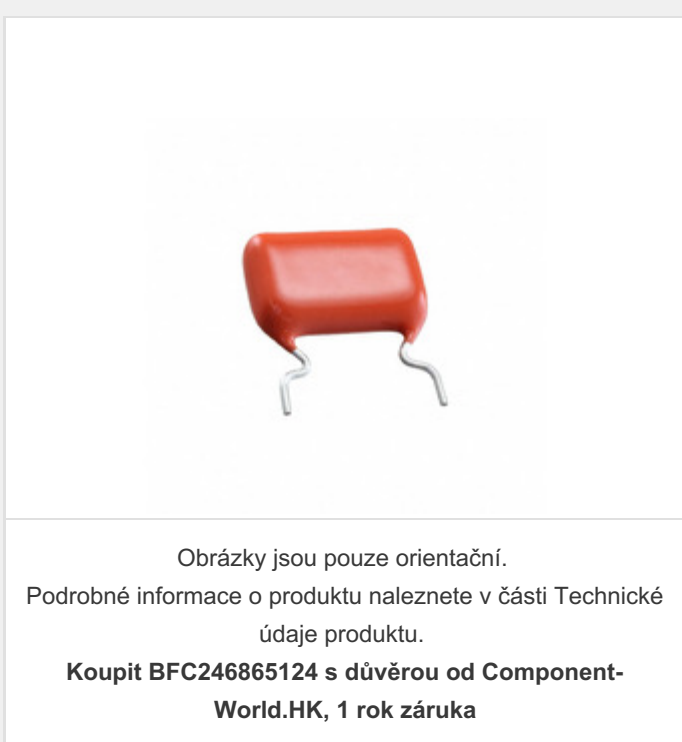 Obrázky jsou pouze orientační.
Podrobné informace o produktu naleznete v části Technické
údaje produktu.
Koupit BFC246865124 s důvěrou od Component-
World.HK, 1 rok záruka